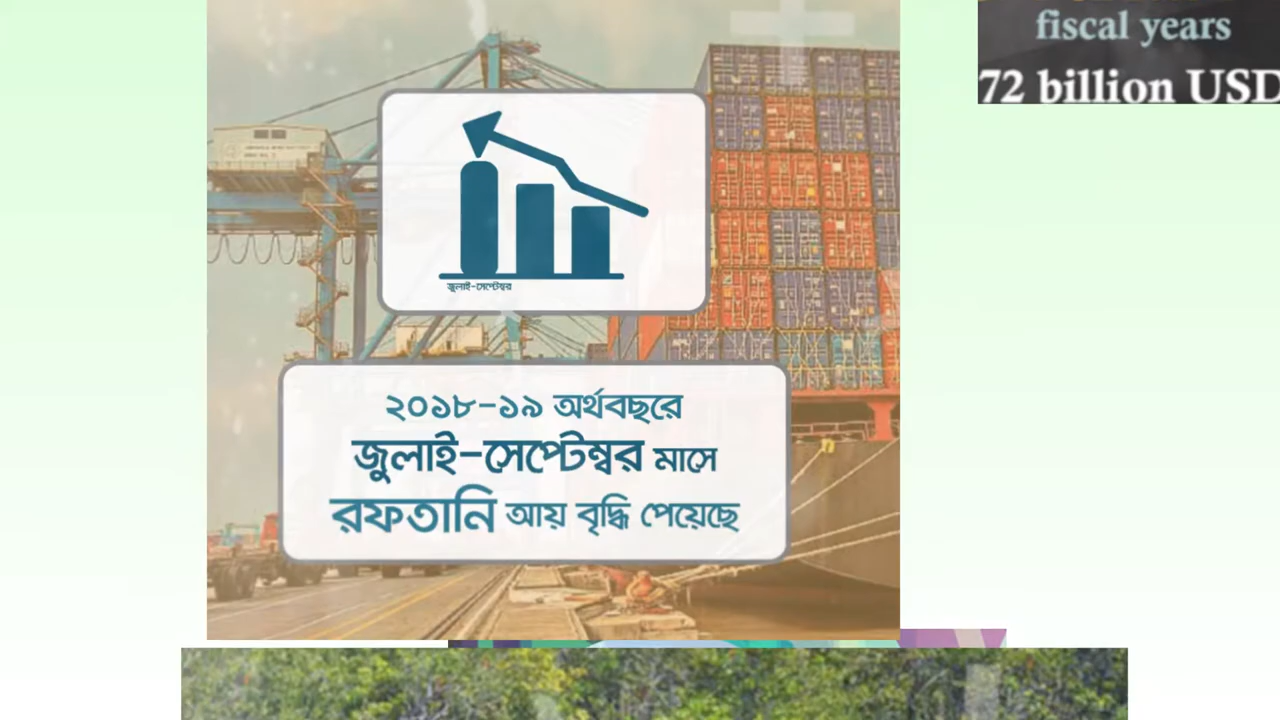 fiscal years
72 billion USD
জুলাই-সেপ্টেম্বর
২০১৮-১৯ অর্থবছরে
জুলাই-সেপ্টেম্বর মাসে
রফতানি আয় বৃদ্ধি পেয়েছে